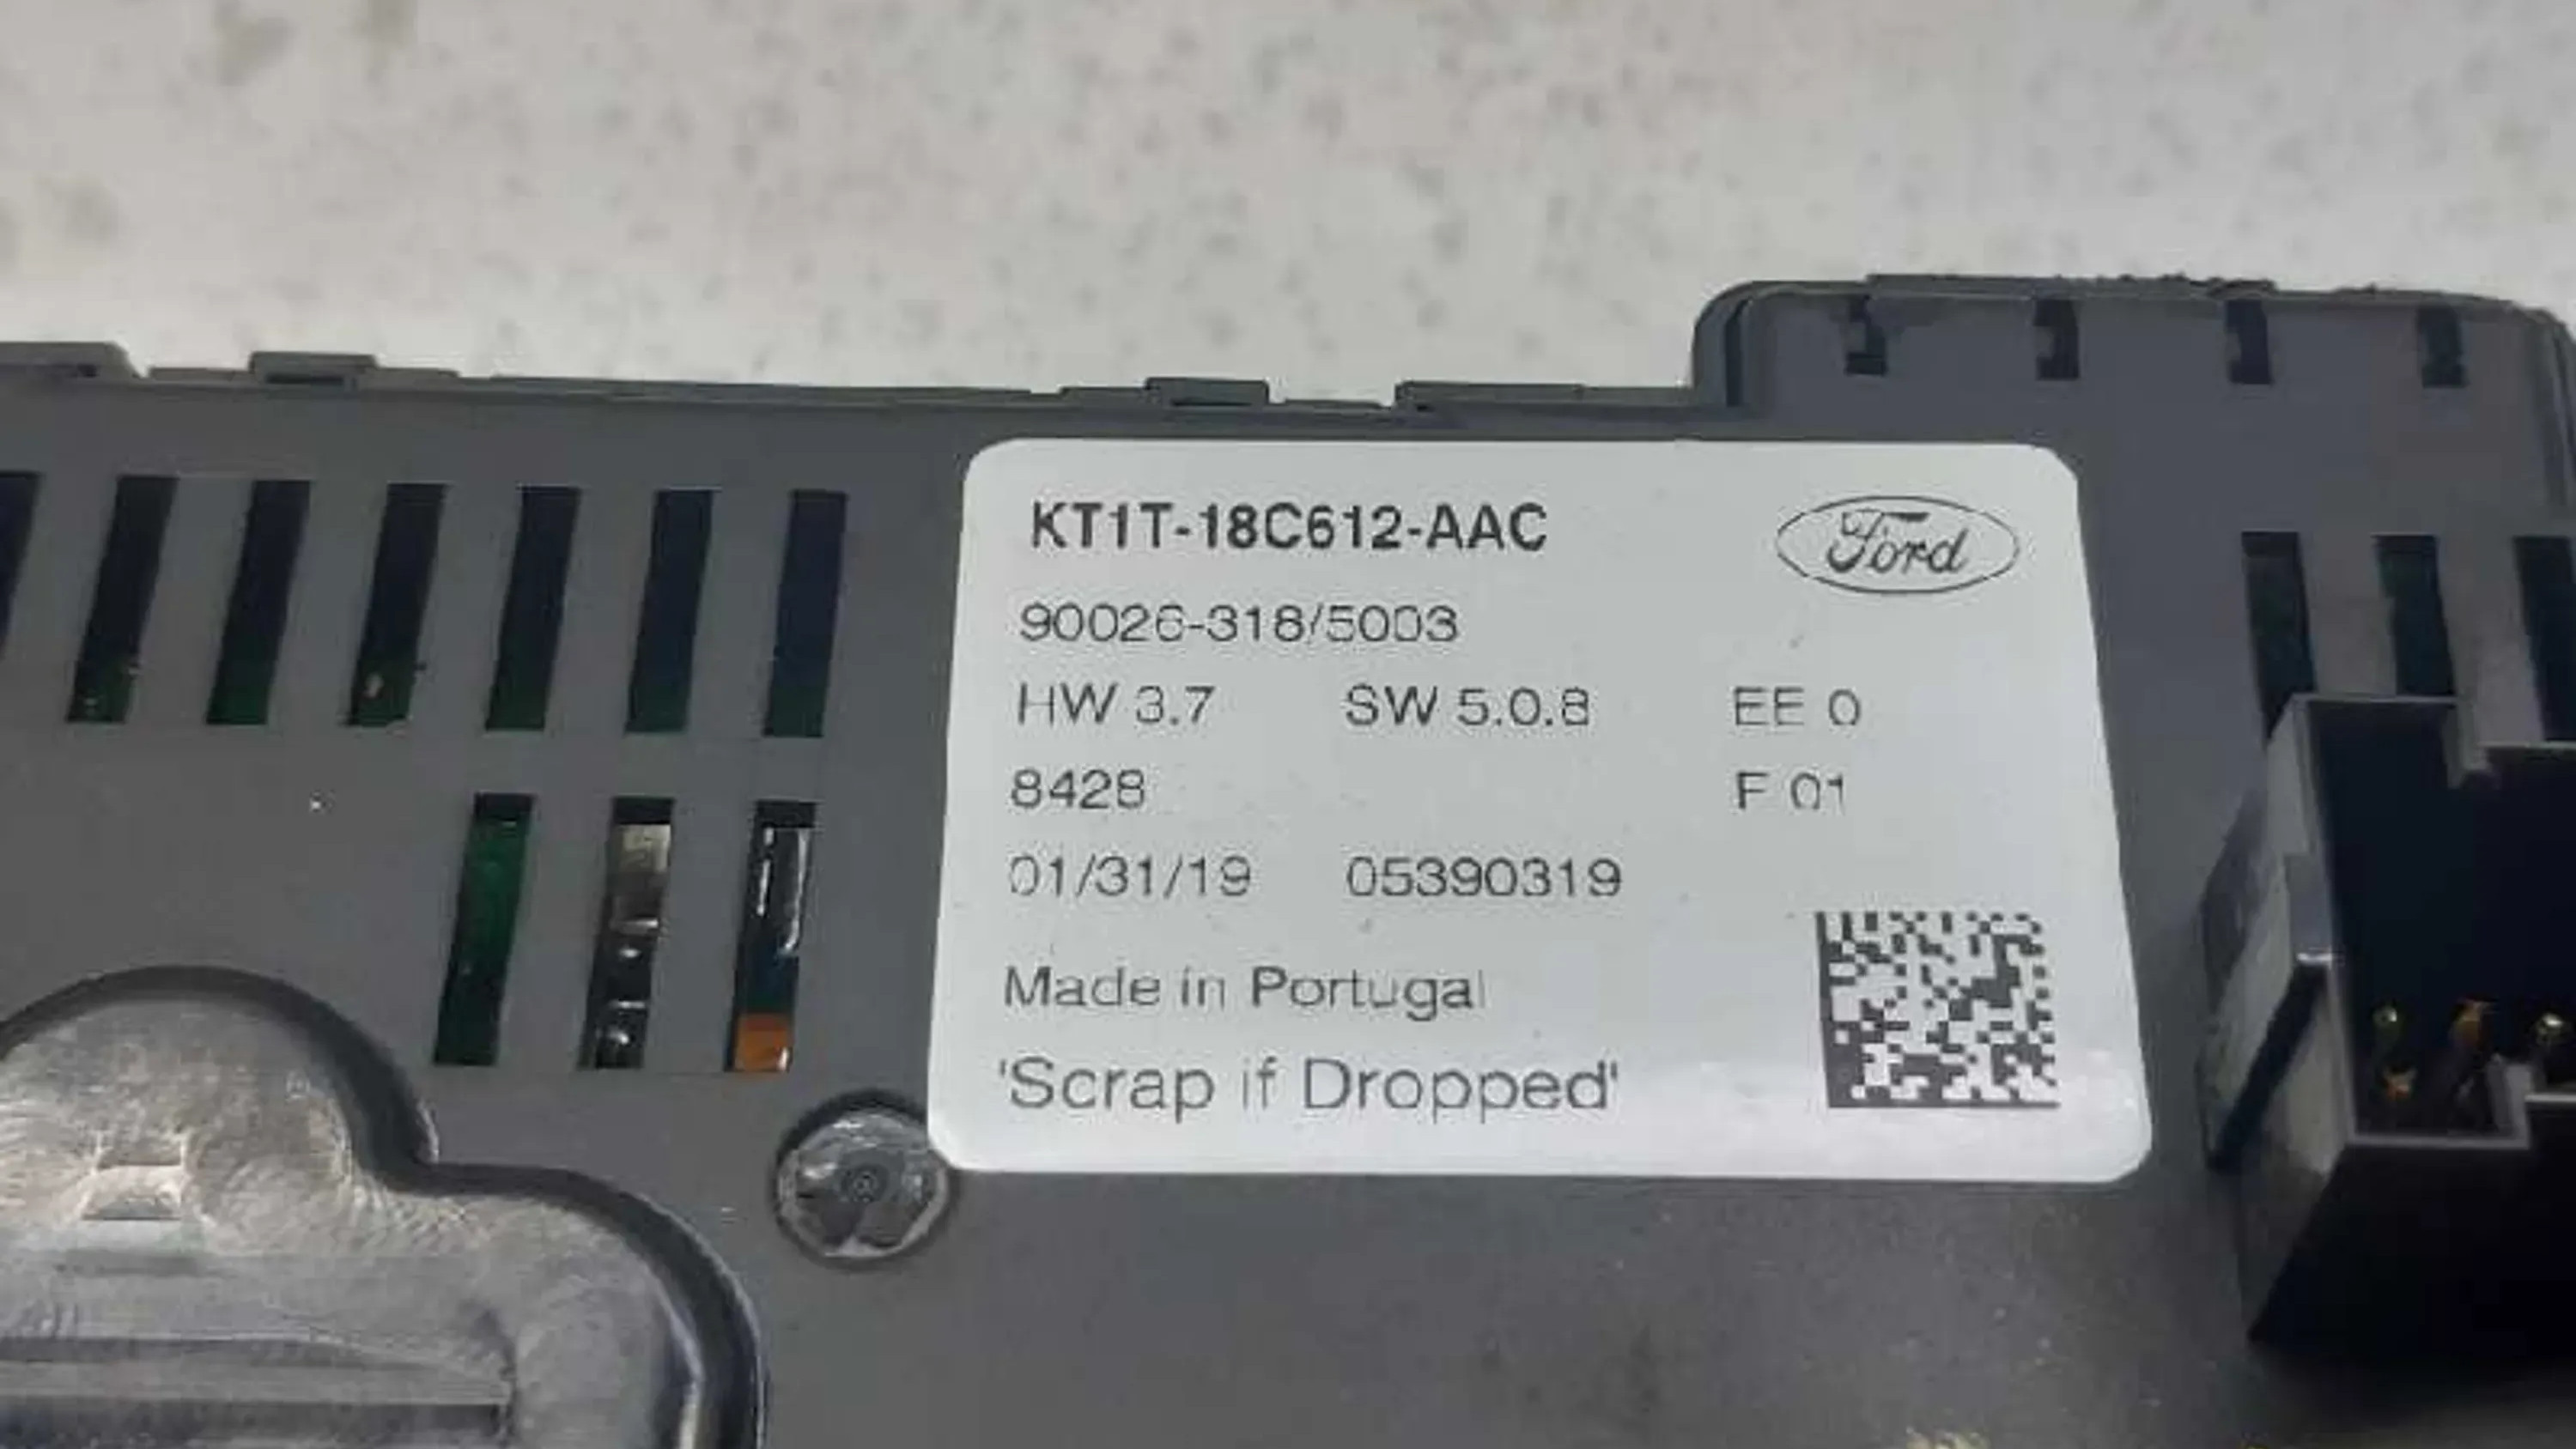 KT1T-18C612-AAC
Ford
90026-318/5003
HW 3.7 SW 5.0.8 EE 0
8428 F 01
01/31/19 05390319
Made in Portugal
'Scrap if Dropped'